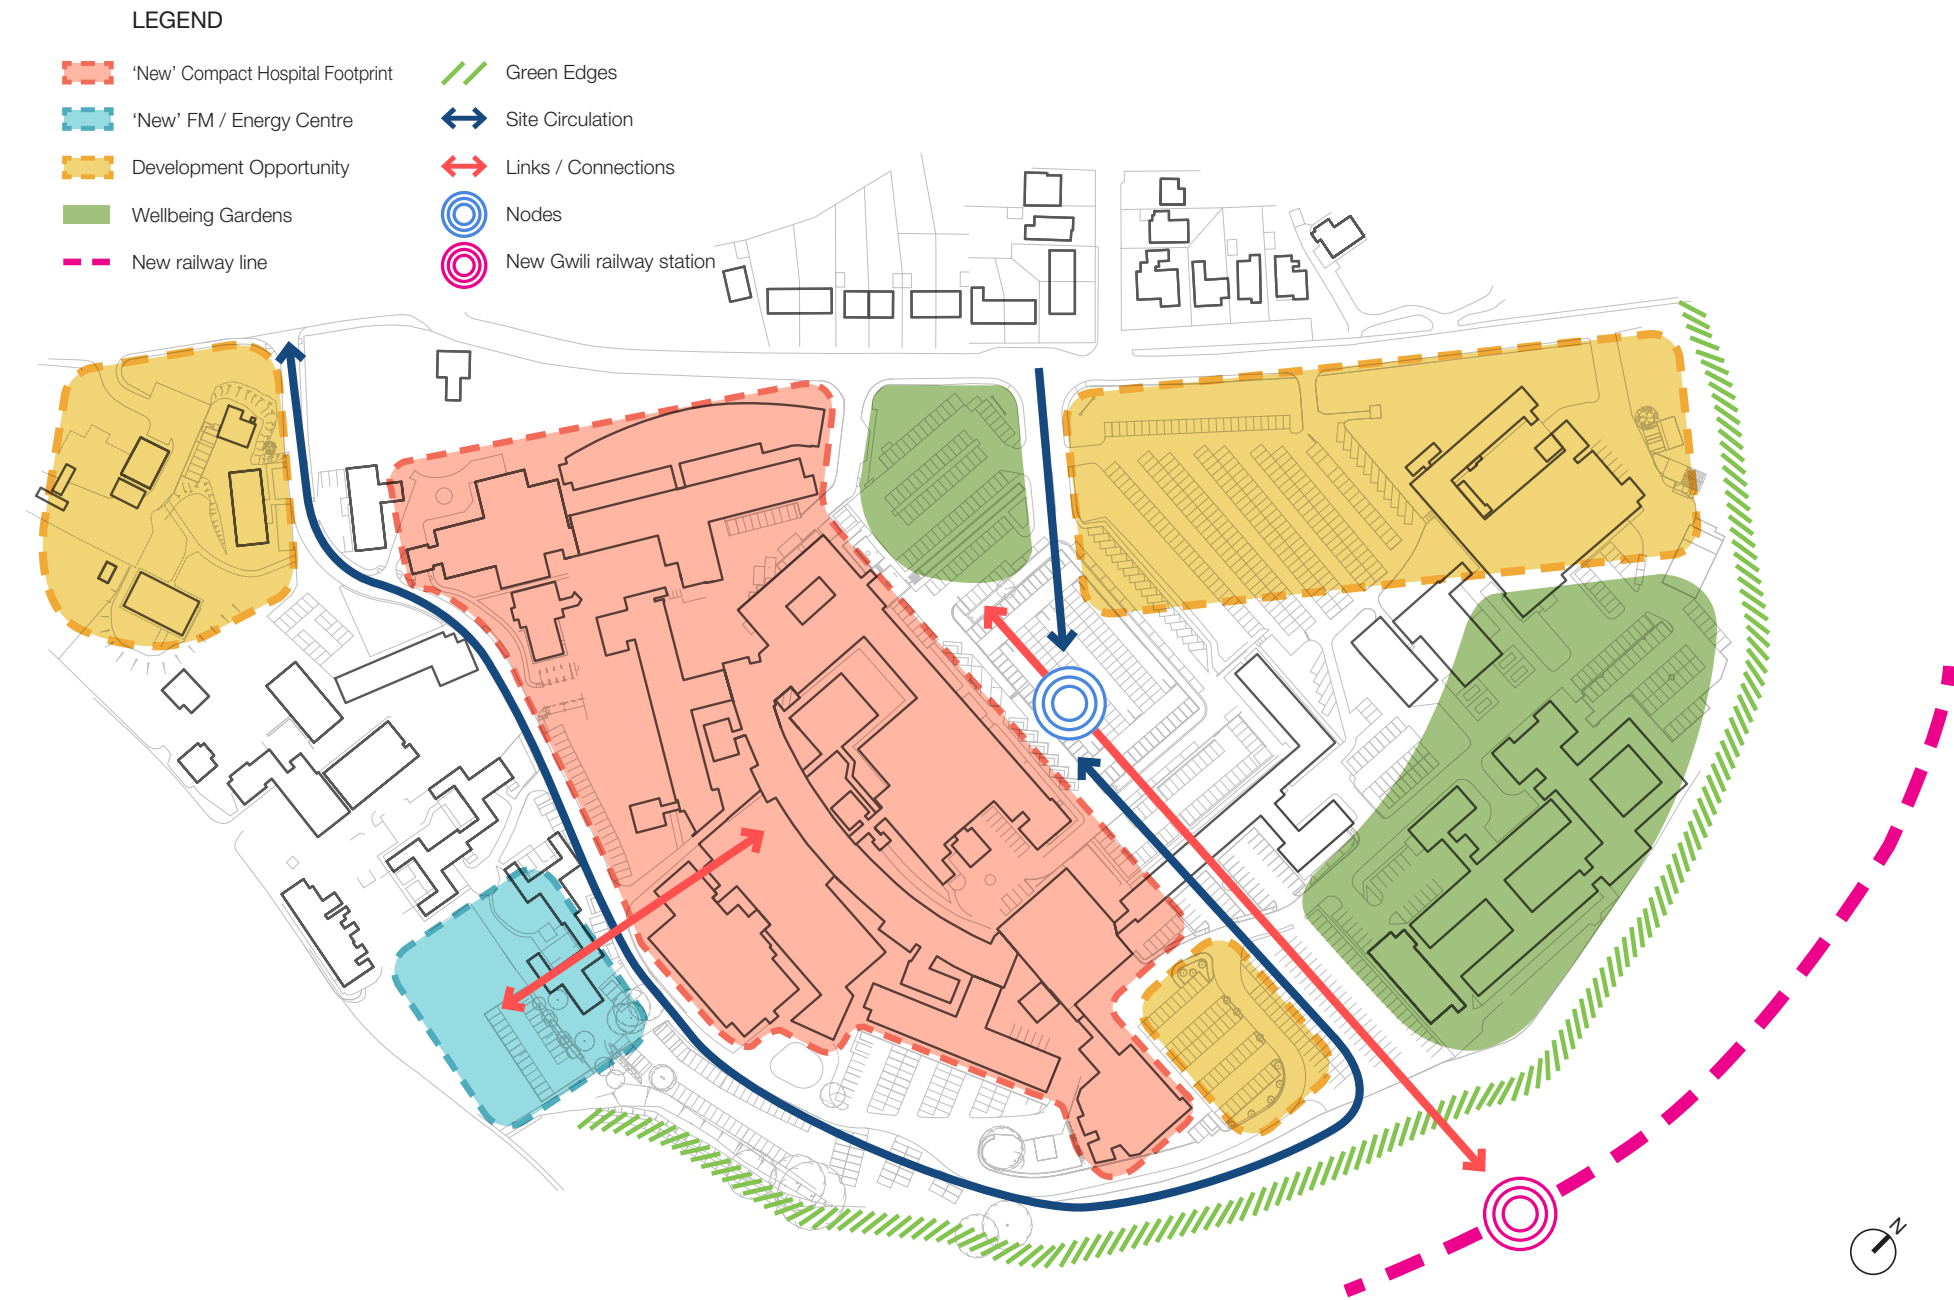 LEGEND
‘New’ Compact Hospital Footprint
‘New’ FM / Energy Centre
Development Opportunity
Wellbeing Gardens
New railway line
Green Edges
Site Circulation
Links / Connections
Nodes
New Gwili railway station
N